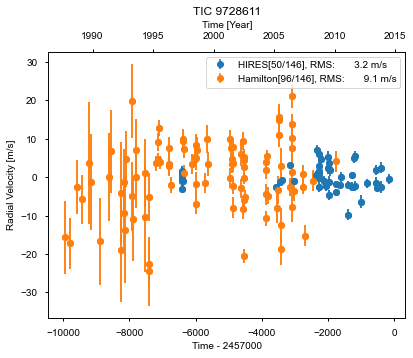 TIC 9728611
Time [Year]
1990 1995 2000 2005 2010 2015
HIRES[50/146], RMS: 3.2 m/s
Hamilton[96/146], RMS: 9.1 m/s
Radial Velocity [m/s]
30
20
10
0
−10
−20
−30
−10000 −8000 −6000 −4000 −2000 0
Time - 2457000